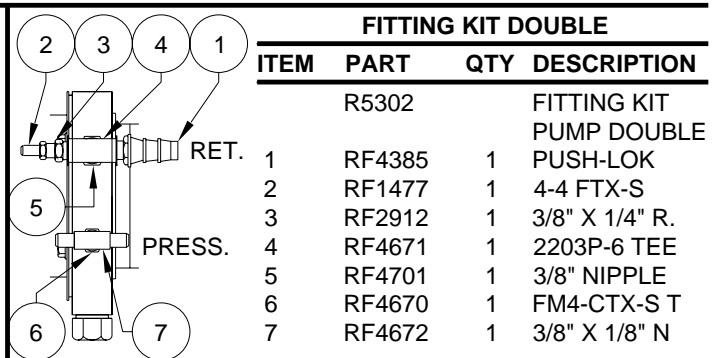 2 3 4 1
RET.
5
PRESS.
6 7
FITTING KIT DOUBLE
ITEM PART QTY DESCRIPTION
R5302 FITTING KIT
PUMP DOUBLE
1 RF4385 1 PUSH-LOK
2 RF1477 1 4-4 FTX-S
3 RF2912 1 3/8" X 1/4" R.
4 RF4671 1 2203P-6 TEE
5 RF4701 1 3/8" NIPPLE
6 RF4670 1 FM4-CTX-S T
7 RF4672 1 3/8" X 1/8" N